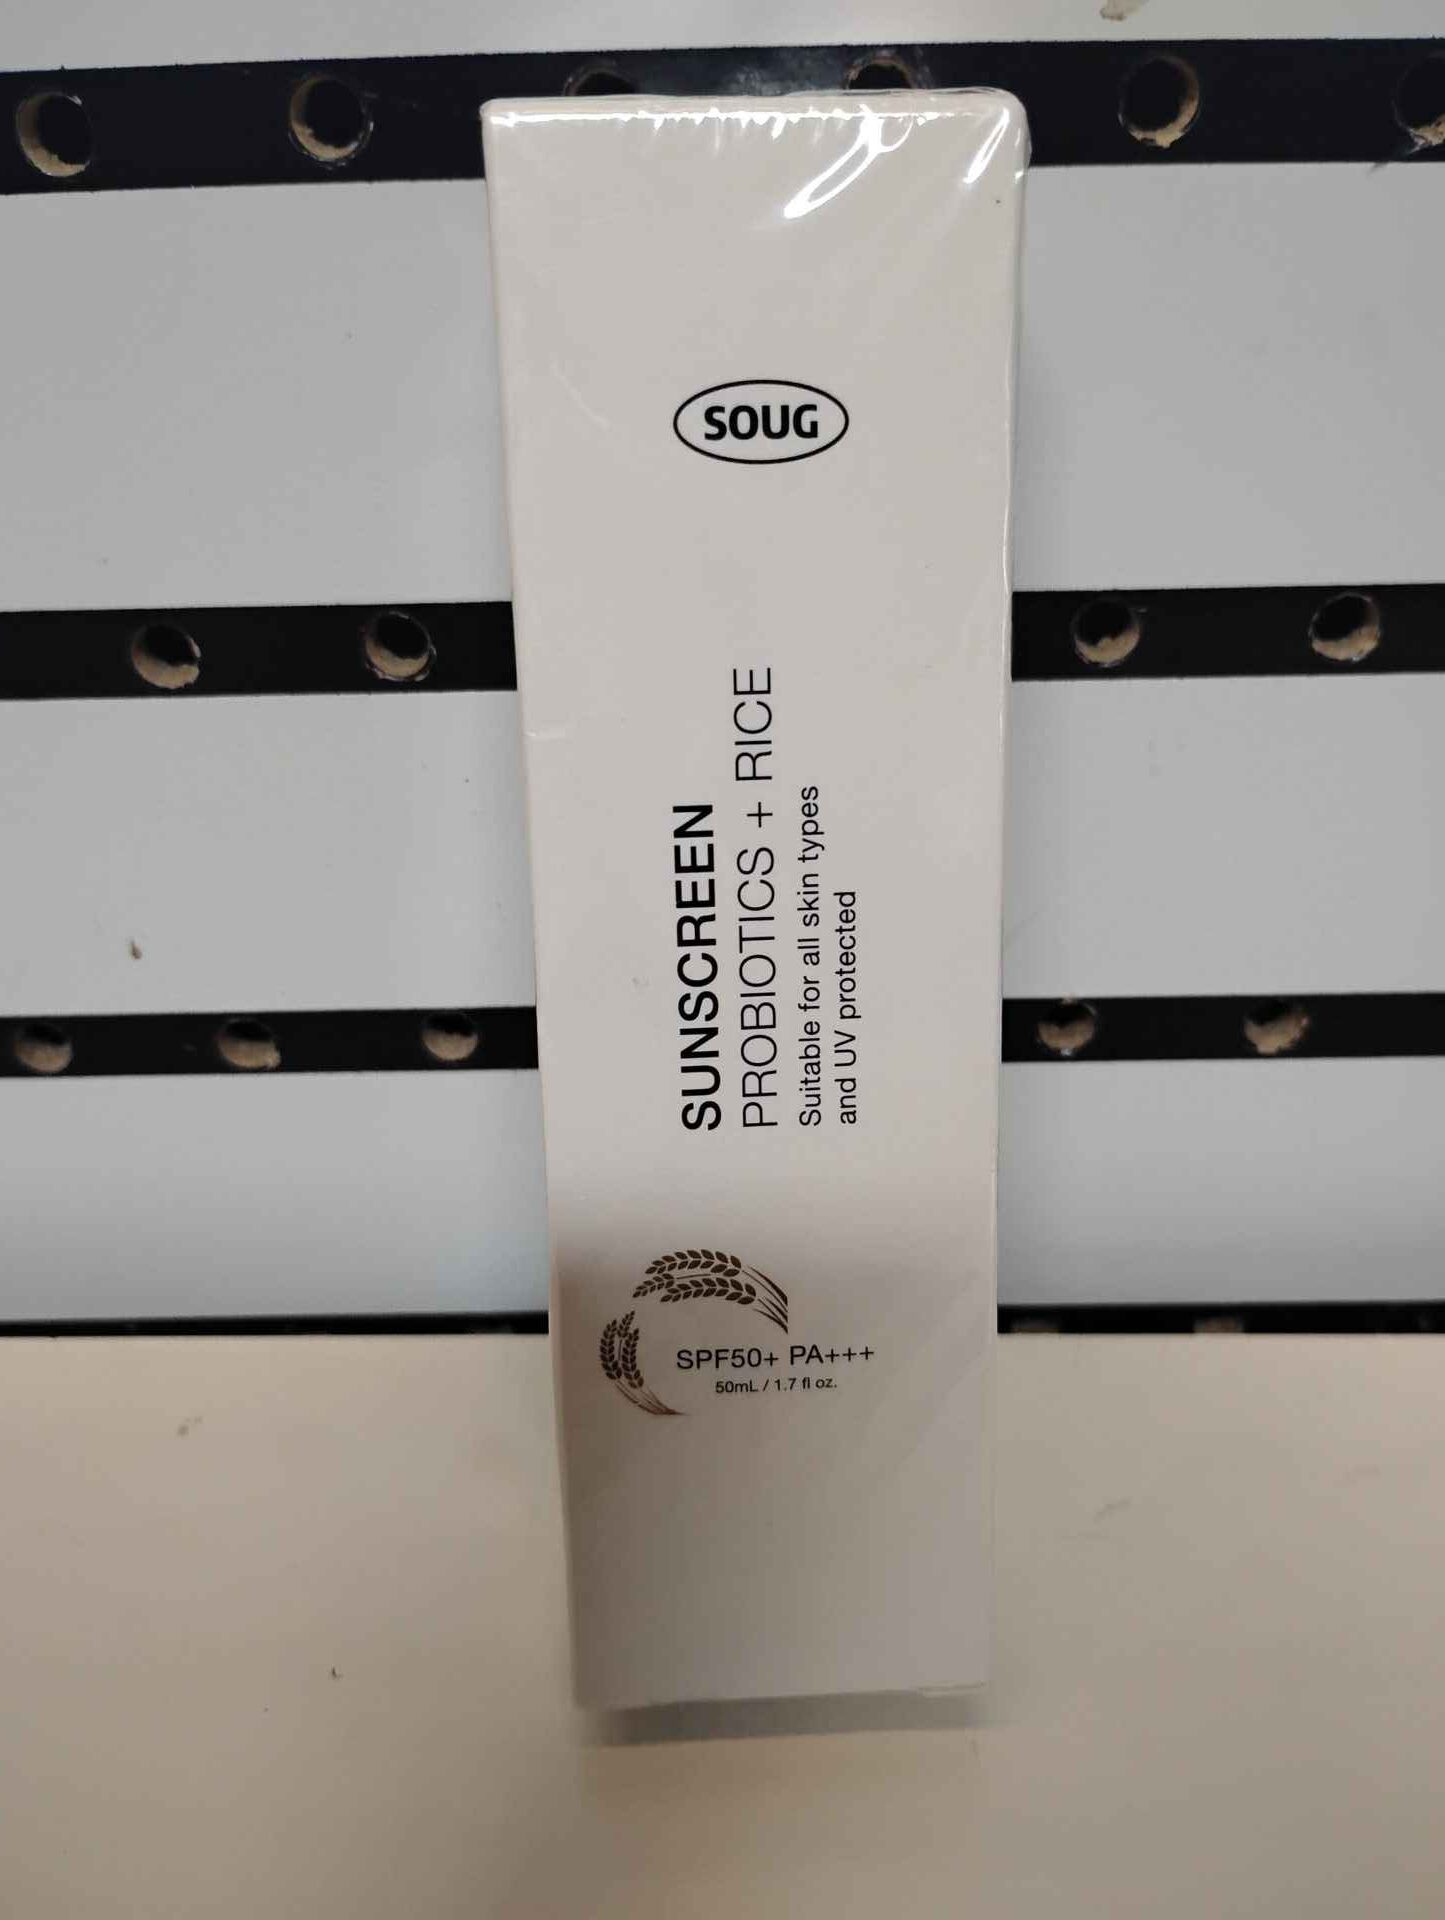 SOUG
SUNSCREEN
PROBIOTICS + RICE
Suitable for all skin types
and UV protected
SPF50+ PA+++
50mL / 1.7 fl oz.